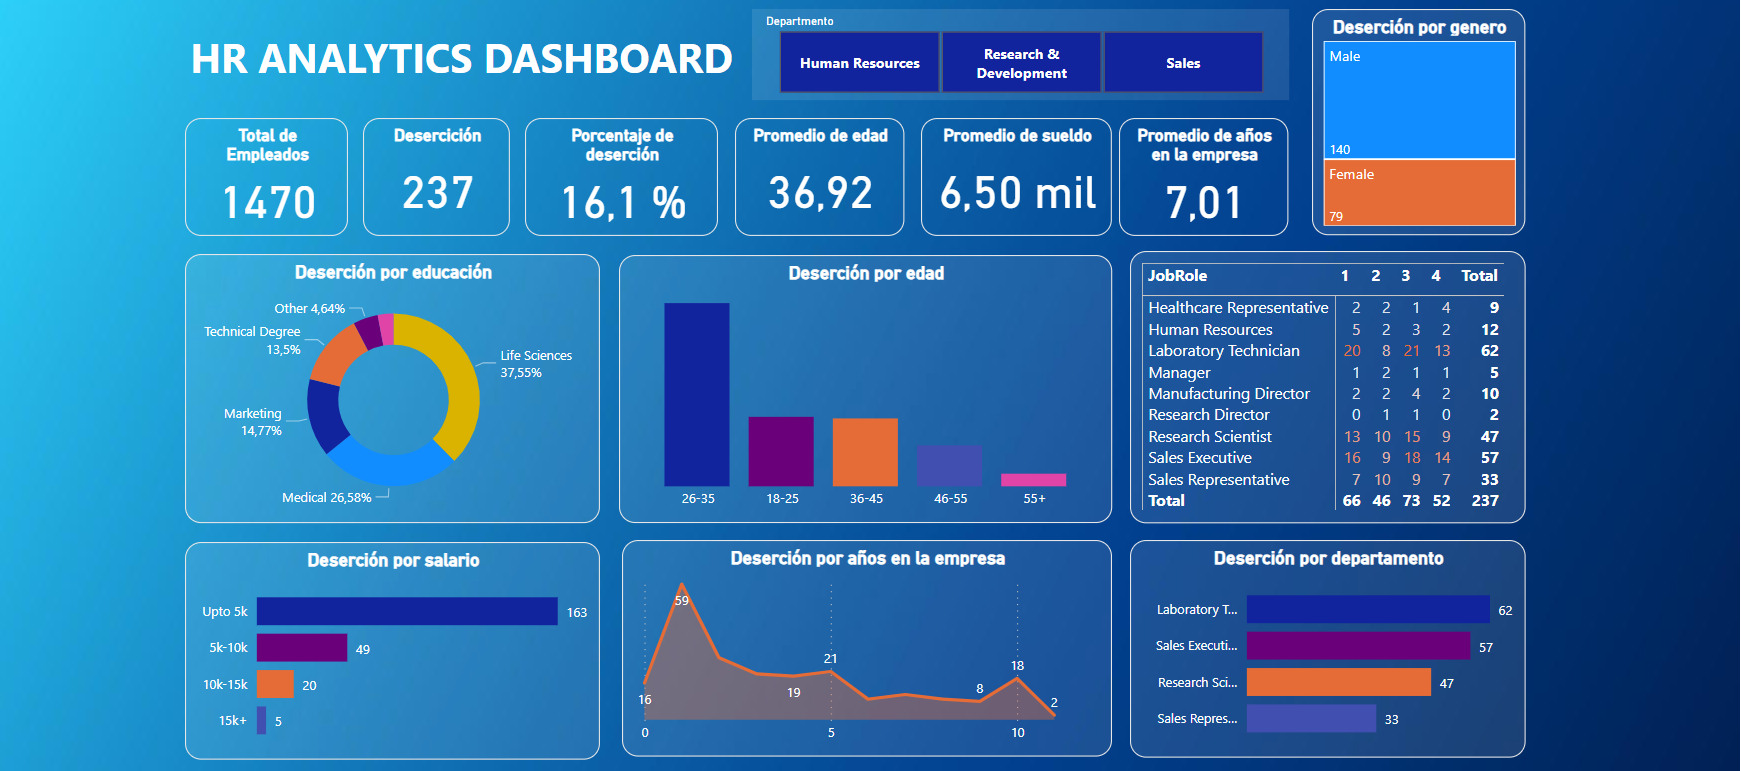 HR ANALYTICS DASHBOARD
Departmento
Human Resources
Research &
Development
Sales
Deserción por genero
Male
140
Female
79
Total de
Empleados
1470
Desercición
237
Porcentaje de
deserción
16,1 %
Promedio de edad
36,92
Promedio de sueldo
6,50 mil
Promedio de años
en la empresa
7,01
Deserción por educación
Other 4,64%
Technical Degree
13,5%
Life Sciences
37,55%
Marketing
14,77%
Medical 26,58%
Deserción por edad
26-35 18-25 36-45 46-55 55+
JobRole 1 2 3 4 Total
Healthcare Representative 2 2 1 4 9
Human Resources 5 2 3 2 12
Laboratory Technician 20 8 21 13 62
Manager 1 2 1 1 5
Manufacturing Director 2 2 4 2 10
Research Director 0 1 1 0 2
Research Scientist 13 10 15 9 47
Sales Executive 16 9 18 14 57
Sales Representative 7 10 9 7 33
Total 66 46 73 52 237
Deserción por salario
Upto 5k 163
5k-10k 49
10k-15k 20
15k+ 5
Deserción por años en la empresa
16 59 19 21 8 18 2
0 5 10
Deserción por departamento
Laboratory T... 62
Sales Executi... 57
Research Sci... 47
Sales Repres... 33